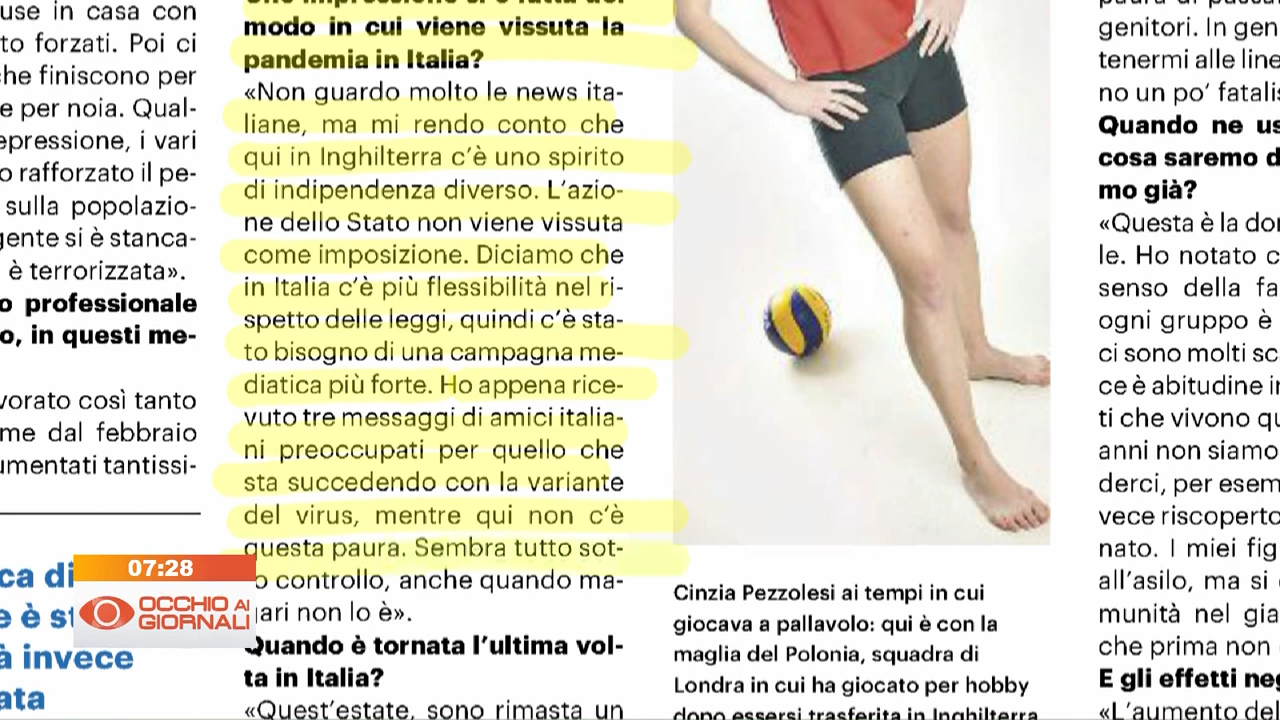 use in casa con
to forzati. Poi ci
che finiscono per
e per noia. Qual-
epressione, i vari
o rafforzato il pe-
sulla popolazio-
gente si è stanca-
è terrorizzata».
o professionale
o, in questi me-
vorato così tanto
me dal febbraio
umentati tantissi-
ca di
e è st
à invece
ata
07:28
OCCHIO AI
GIORNALI
modo in cui viene vissuta la
pandemia in Italia?
«Non guardo molto le news ita-
liane, ma mi rendo conto che
qui in Inghilterra c'è uno spirito
di indipendenza diverso. L'azio-
ne dello Stato non viene vissuta
come imposizione. Diciamo che
in Italia c'è più flessibilità nel ri-
spetto delle leggi, quindi c'è sta-
to bisogno di una campagna me-
diatica più forte. Ho appena rice-
vuto tre messaggi di amici italia-
ni preoccupati per quello che
sta succedendo con la variante
del virus, mentre qui non c'è
questa paura. Sembra tutto sot-
o controllo, anche quando ma-
gari non lo è».
Quando è tornata l'ultima vol-
ta in Italia?
«Quest'estate, sono rimasta un
Cinzia Pezzolesi ai tempi in cui
giocava a pallavolo: qui è con la
maglia del Polonia, squadra di
Londra in cui ha giocato per hobby
dopo essersi trasferita in Inghilterra
genitori. In gen
tenermi alle line
no un po' fatalis
Quando ne us
cosa saremo d
mo già?
«Questa è la do
le. Ho notato c
senso della fa
ogni gruppo è
ci sono molti sc
ce è abitudine i
ti che vivono qu
anni non siamo
derci, per esem
vece riscoperto
nato. I miei fig
all'asilo, ma si
munità nel gia
che prima non
E gli effetti neg
«L'aumento del